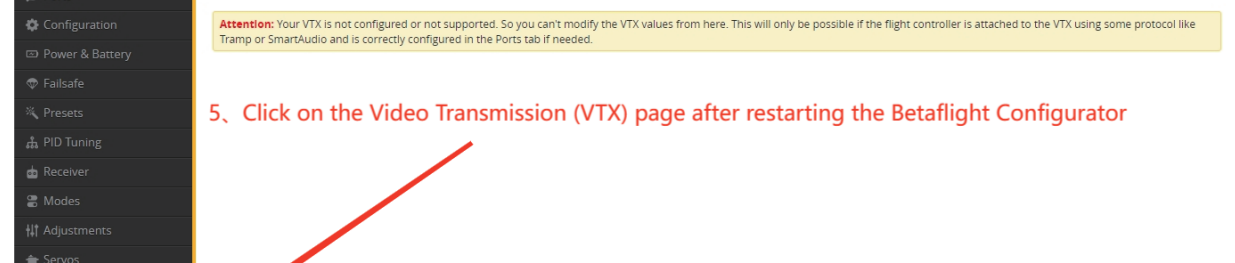 Configuration
Power & Battery
Failsafe
Presets
PID Tuning
Receiver
Modes
Adjustments
Servos
Attention: Your VTX is not configured or not supported. So you can't modify the VTX values from here. This will only be possible if the flight controller is attached to the VTX using some protocol like
Tramp or SmartAudio and is correctly configured in the Ports tab if needed.
5、Click on the Video Transmission (VTX) page after restarting the Betaflight Configurator